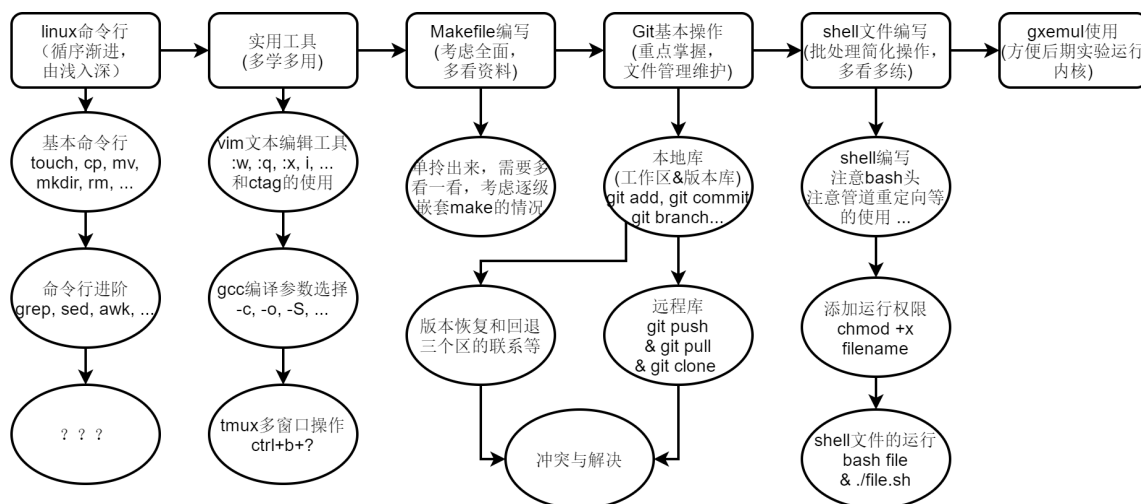 linux命令行
（循序渐进，
由浅入深）
实用工具
(多学多用)
Makefile编写
(考虑全面，
多看资料)
Git基本操作
(重点掌握，
文件管理维护)
shell文件编写
(批处理简化操作，
多看多练)
gxemul使用
(方便后期实验运行
内核)
基本命令行
touch, cp, mv,
mkdir, rm, ...
vim文本编辑工具
:w, :q, :x, i, ...
和ctag的使用
单拎出来，需要多
看一看，考虑逐级
嵌套make的情况
本地库
(工作区&版本库)
git add, git commit
git branch...
shell编写
注意bash头
注意管道重定向等
的使用 ...
命令行进阶
grep, sed, awk, ...
gcc编译参数选择
-c, -o, -S, ...
版本恢复和回退
三个区的联系等
远程库
git push
& git pull
& git clone
添加运行权限
chmod +x
filename
？？？
tmux多窗口操作
ctrl+b+?
冲突与解决
shell文件的运行
bash file
& ./file.sh